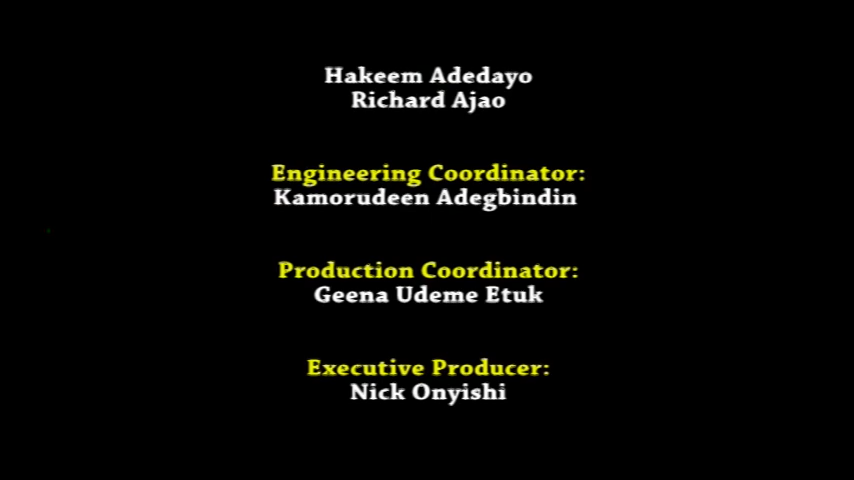 Hakeem Adedayo
Richard Ajao
Engineering Coordinator:
Kamorudeen Adegbindin
Production Coordinator:
Geena Udeme Etuk
Executive Producer:
Nick Onyishi